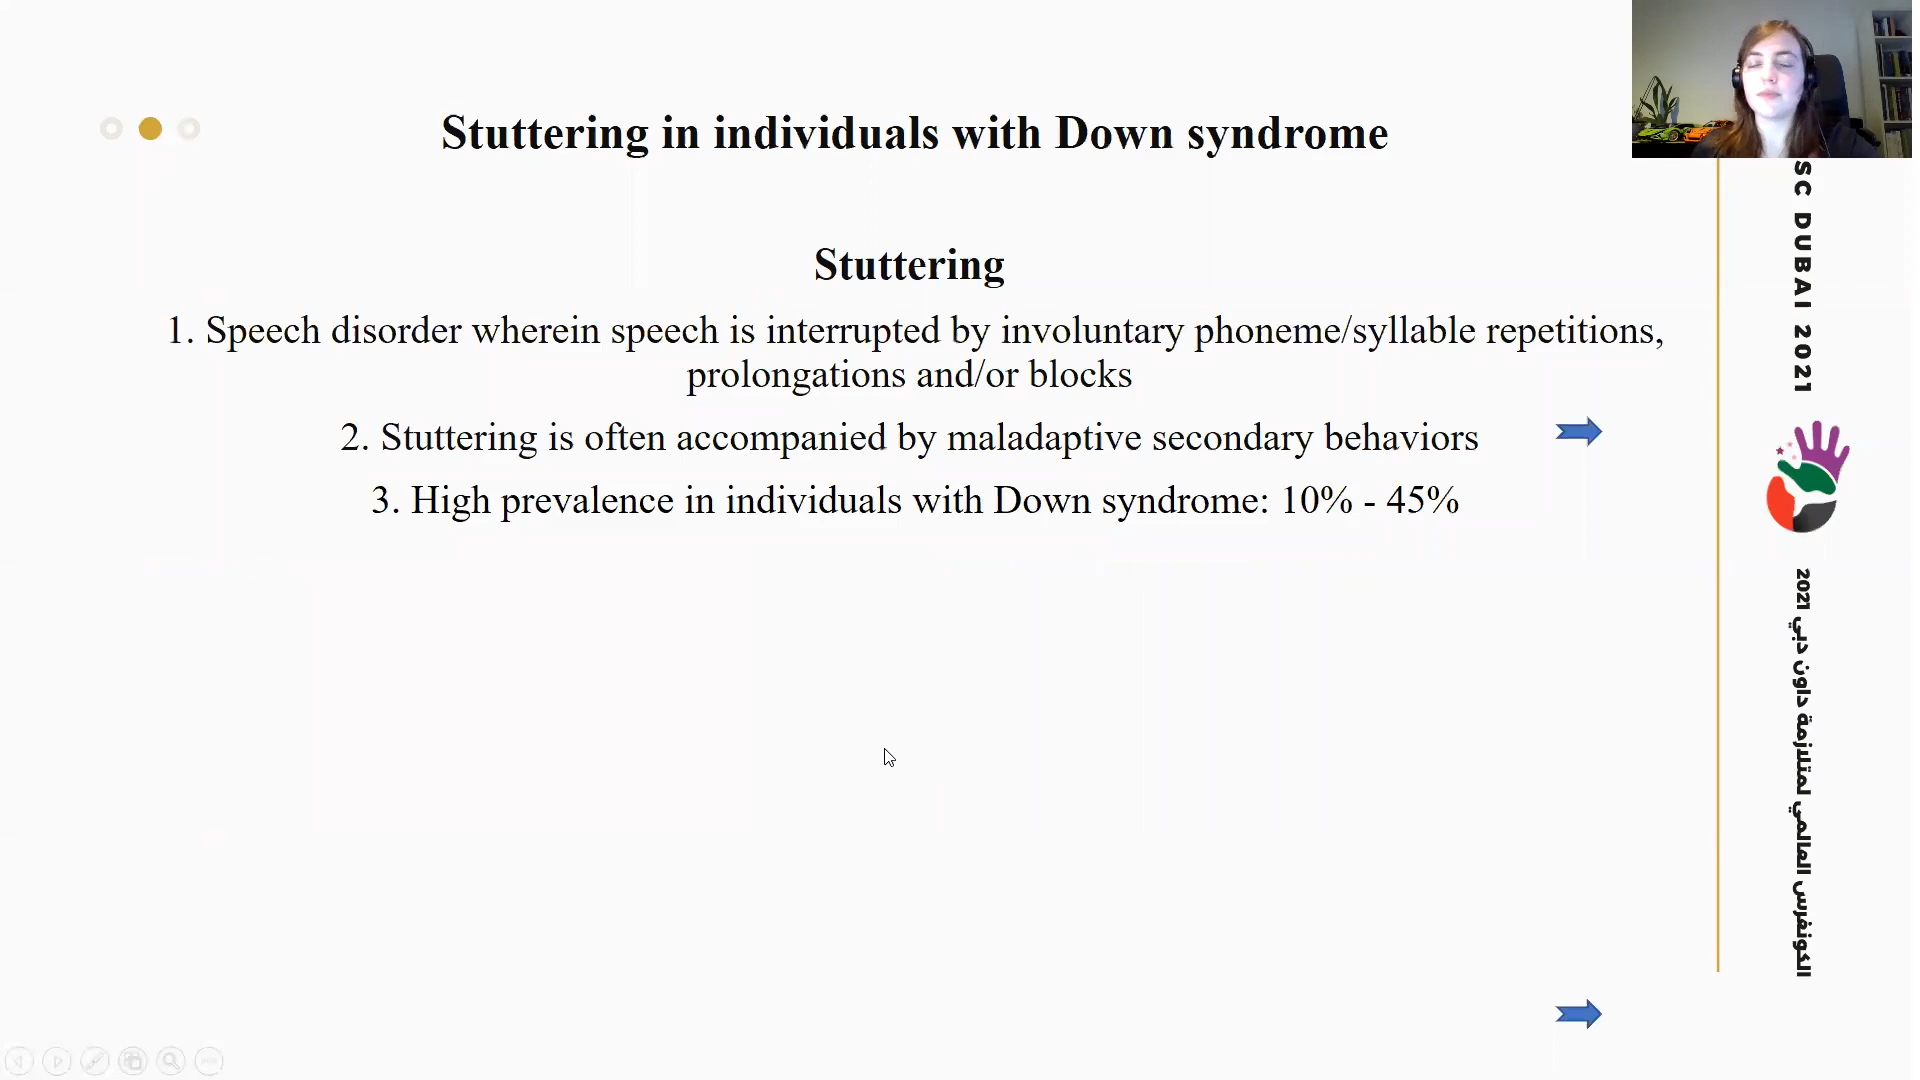 Stuttering in individuals with Down syndrome
Stuttering
1. Speech disorder wherein speech is interrupted by involuntary phoneme/syllable repetitions,
prolongations and/or blocks
2. Stuttering is often accompanied by maladaptive secondary behaviors
3. High prevalence in individuals with Down syndrome: 10% - 45%
SC DUBAI 2021
الكونفرس العالمي لمتلازمة داون دبي 2021